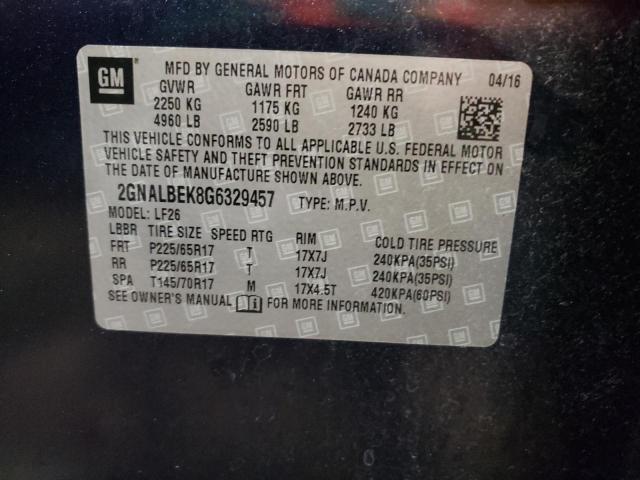 GM
MFD BY GENERAL MOTORS OF CANADA COMPANY 04/16
GVWR GAWR FRT GAWR RR
2250 KG 1175 KG 1240 KG
4960 LB 2590 LB 2733 LB
THIS VEHICLE CONFORMS TO ALL APPLICABLE U.S. FEDERAL MOTOR
VEHICLE SAFETY AND THEFT PREVENTION STANDARDS IN EFFECT ON
THE DATE OF MANUFACTURE SHOWN ABOVE.
2GNALBEK8G6329457 TYPE: M.P.V.
MODEL: LF26
LBBR TIRE SIZE SPEED RTG RIM COLD TIRE PRESSURE
FRT P225/65R17 T 17X7J 240KPA(35PSI)
RR P225/65R17 T 17X7J 240KPA(35PSI)
SPA T145/70R17 M 17X4.5T 420KPA(60PSI)
SEE OWNER'S MANUAL FOR MORE INFORMATION.